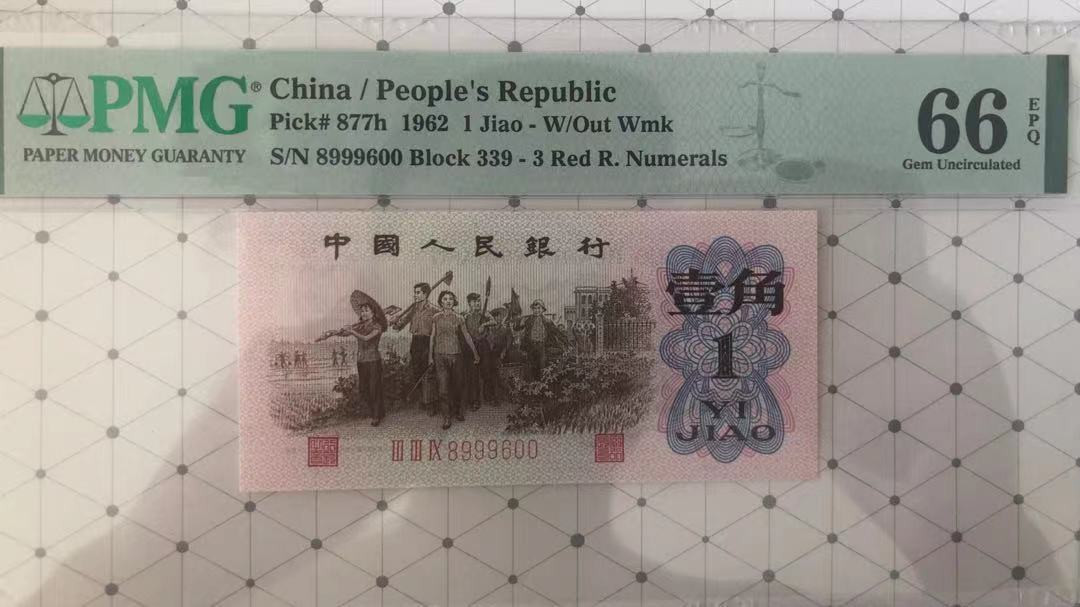 PMG® China / People's Republic
Pick# 877h 1962 1 Jiao - W/Out Wmk
PAPER MONEY GUARANTY
S/N 8999600 Block 339 - 3 Red R. Numerals
66 EPQ
Gem Uncirculated
中國人民銀行
壹角
1
YI
JIAO
III III IX 8999600